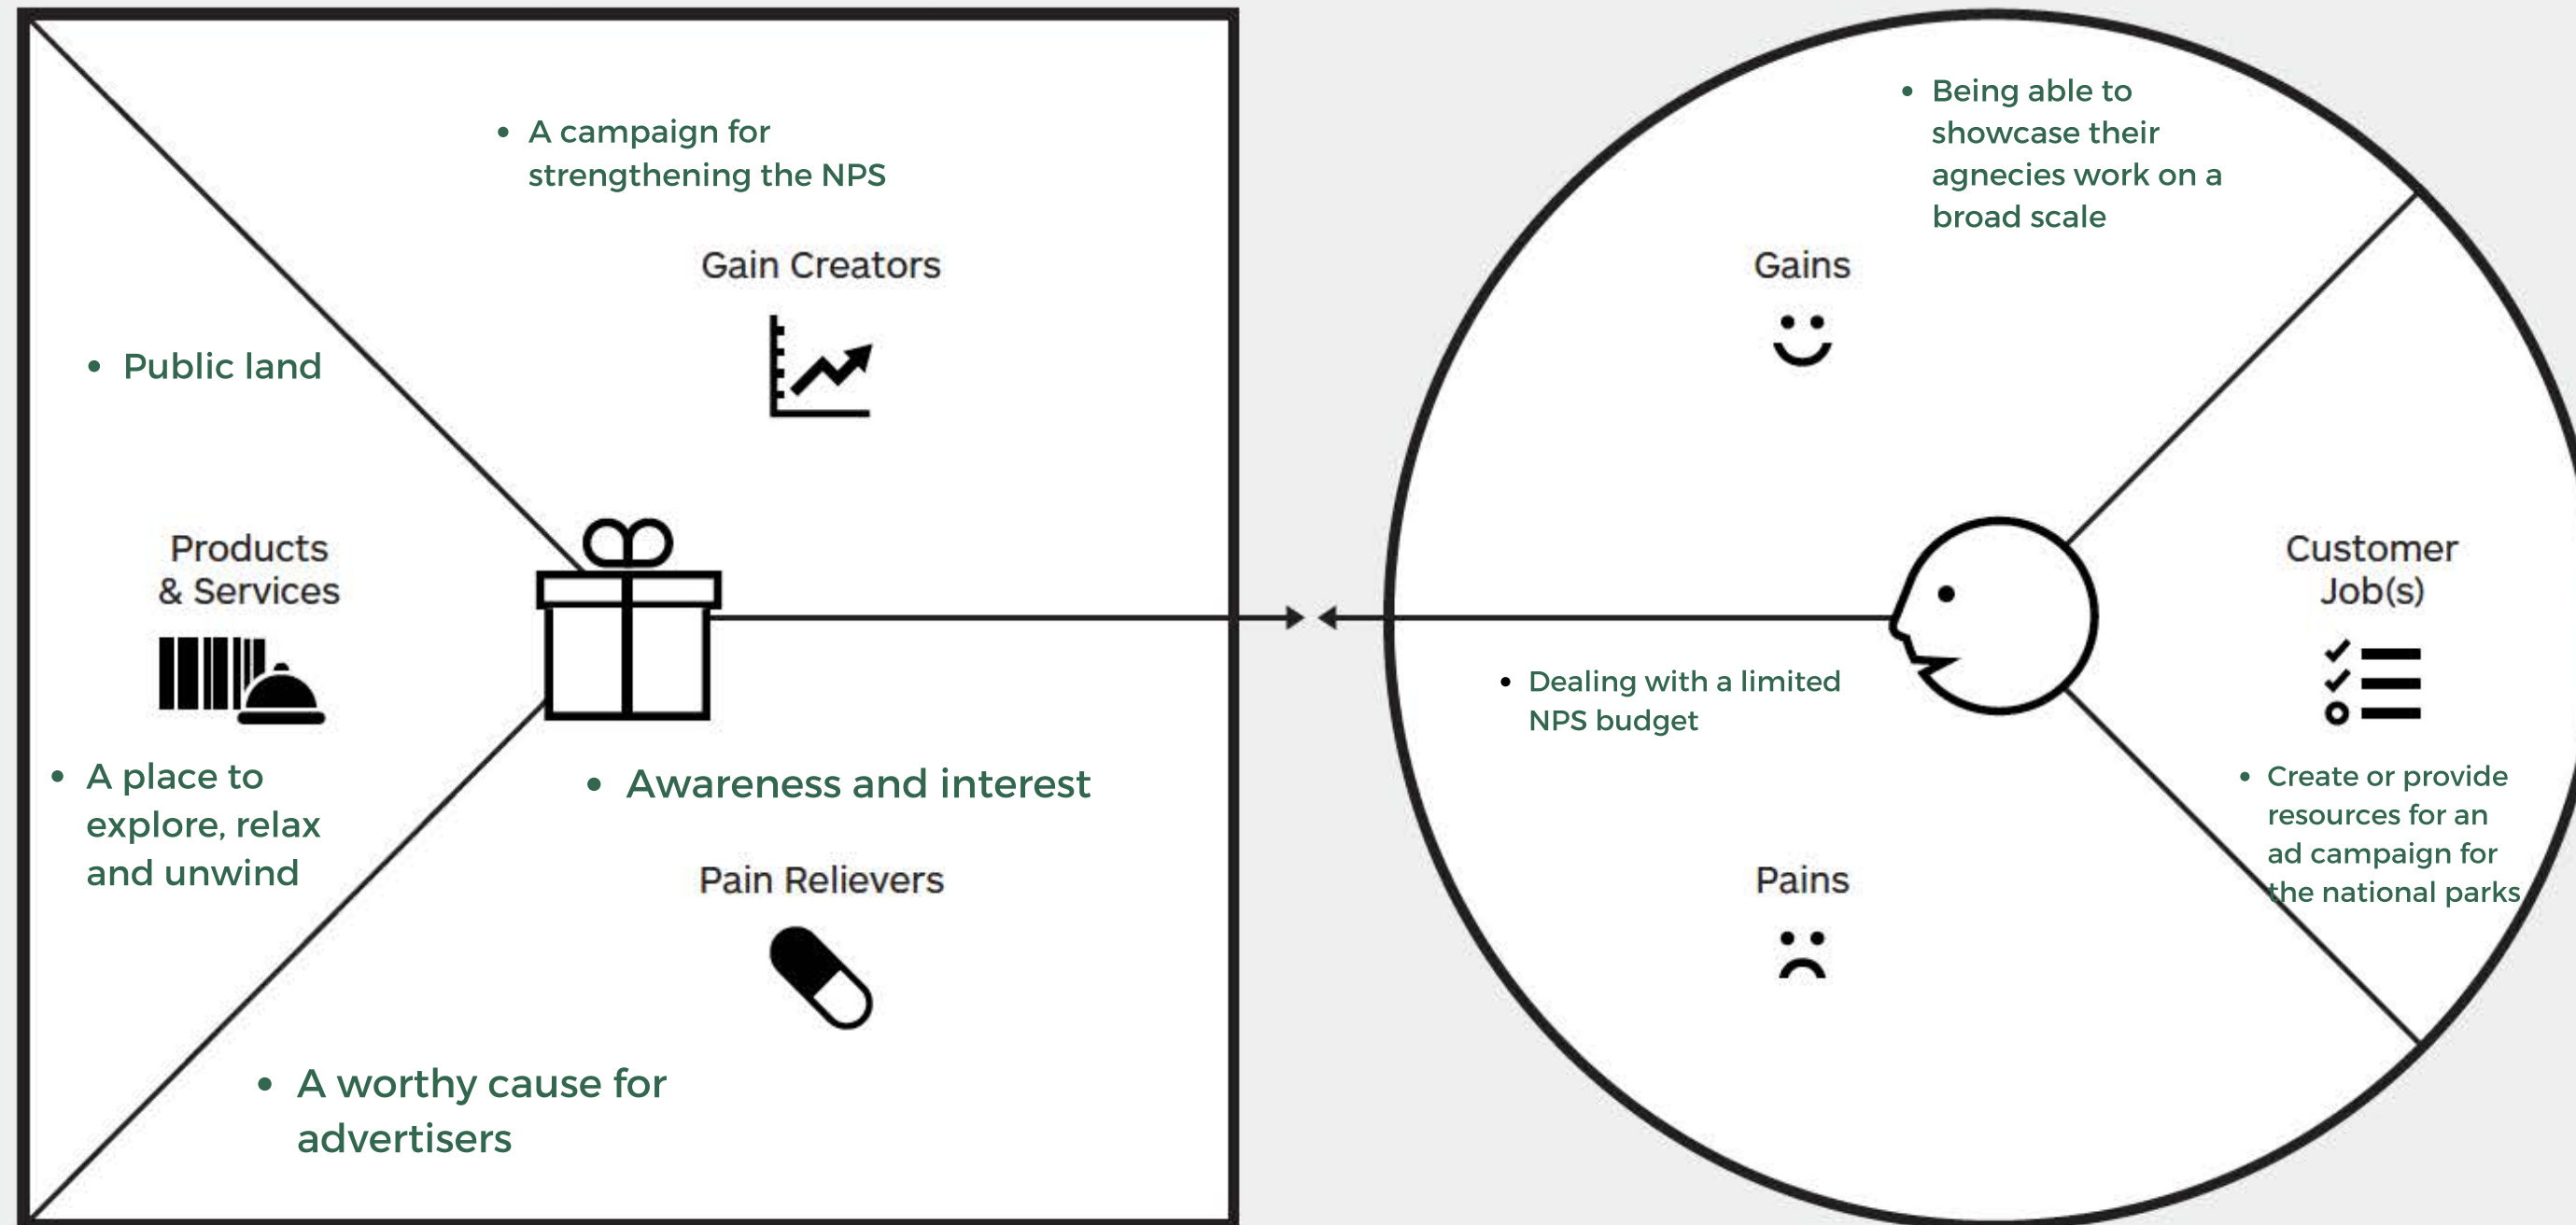 • A campaign for
strengthening the NPS
Gain Creators
• Public land
Products
& Services
• A place to
explore, relax
and unwind
• Awareness and interest
Pain Relievers
• A worthy cause for
advertisers
• Being able to
showcase their
agnecies work on a
broad scale
Gains
Customer
Job(s)
• Create or provide
resources for an
ad campaign for
the national parks
• Dealing with a limited
NPS budget
Pains